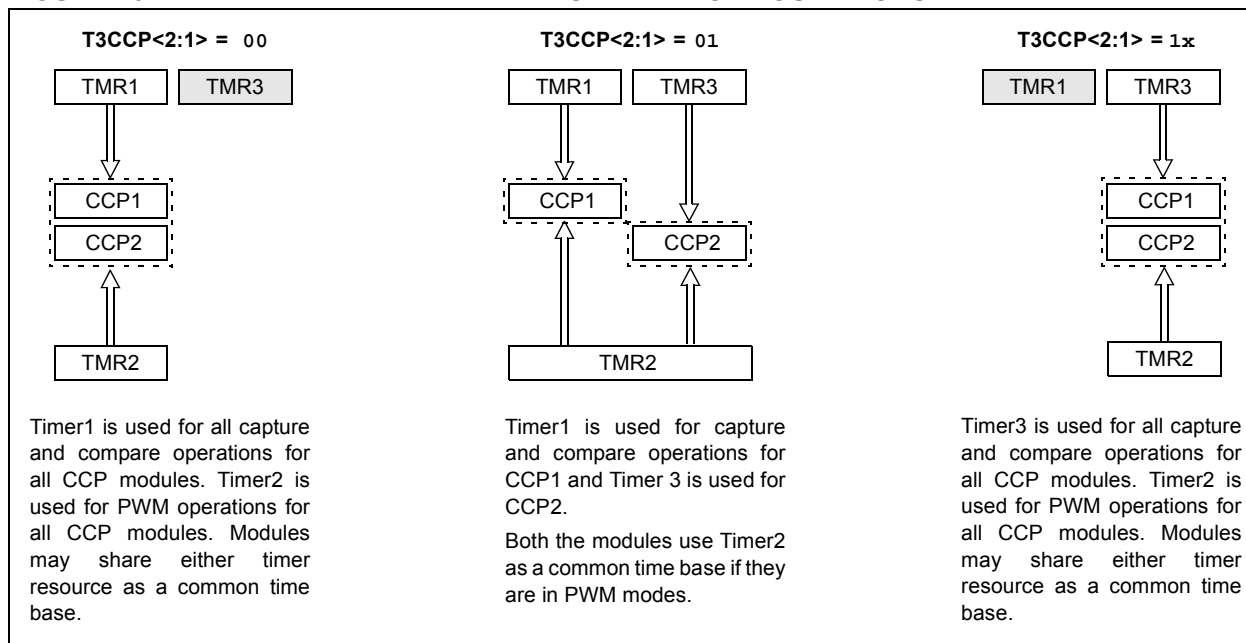 T3CCP<2:1> = 00
TMR1 TMR3
CCP1
CCP2
TMR2
Timer1 is used for all capture
and compare operations for
all CCP modules. Timer2 is
used for PWM operations for
all CCP modules. Modules
may share either timer
resource as a common time
base.
T3CCP<2:1> = 01
TMR1 TMR3
CCP1
CCP2
TMR2
Timer1 is used for capture
and compare operations for
CCP1 and Timer 3 is used for
CCP2.
Both the modules use Timer2
as a common time base if they
are in PWM modes.
T3CCP<2:1> = 1x
TMR1 TMR3
CCP1
CCP2
TMR2
Timer3 is used for all capture
and compare operations for
all CCP modules. Timer2 is
used for PWM operations for
all CCP modules. Modules
may share either timer
resource as a common time
base.